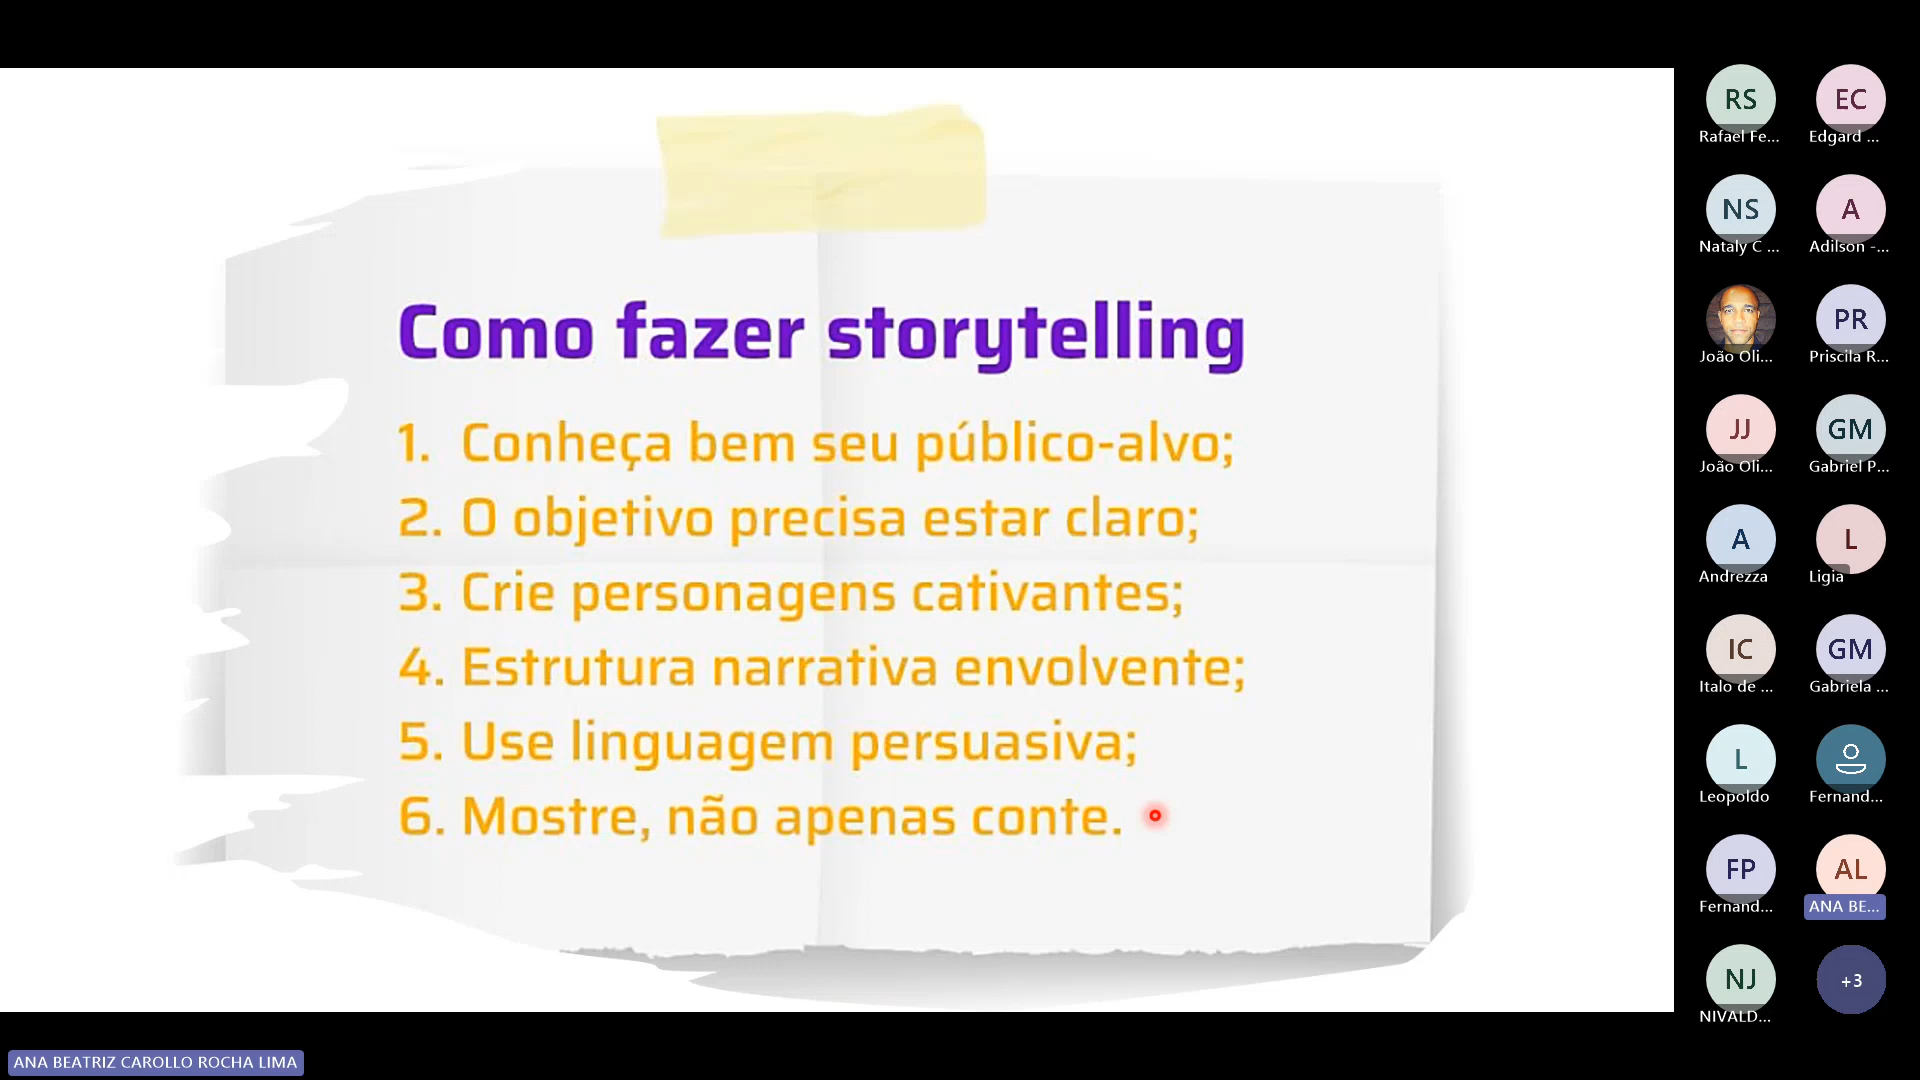 Como fazer storytelling
1. Conheça bem seu público-alvo;
2. O objetivo precisa estar claro;
3. Crie personagens cativantes;
4. Estrutura narrativa envolvente;
5. Use linguagem persuasiva;
6. Mostre, não apenas conte.
RS
EC
Rafael Fe...
Edgard ...
NS
A
Nataly C ...
Adilson -...
PR
João Oli...
Priscila R...
JJ
GM
João Oli...
Gabriel P...
A
L
Andrezza
Ligia
IC
GM
Italo de ...
Gabriela ...
L
Leopoldo
Fernand...
FP
AL
Fernand...
ANA BE...
NJ
+3
NIVALD...
ANA BEATRIZ CAROLLO ROCHA LIMA